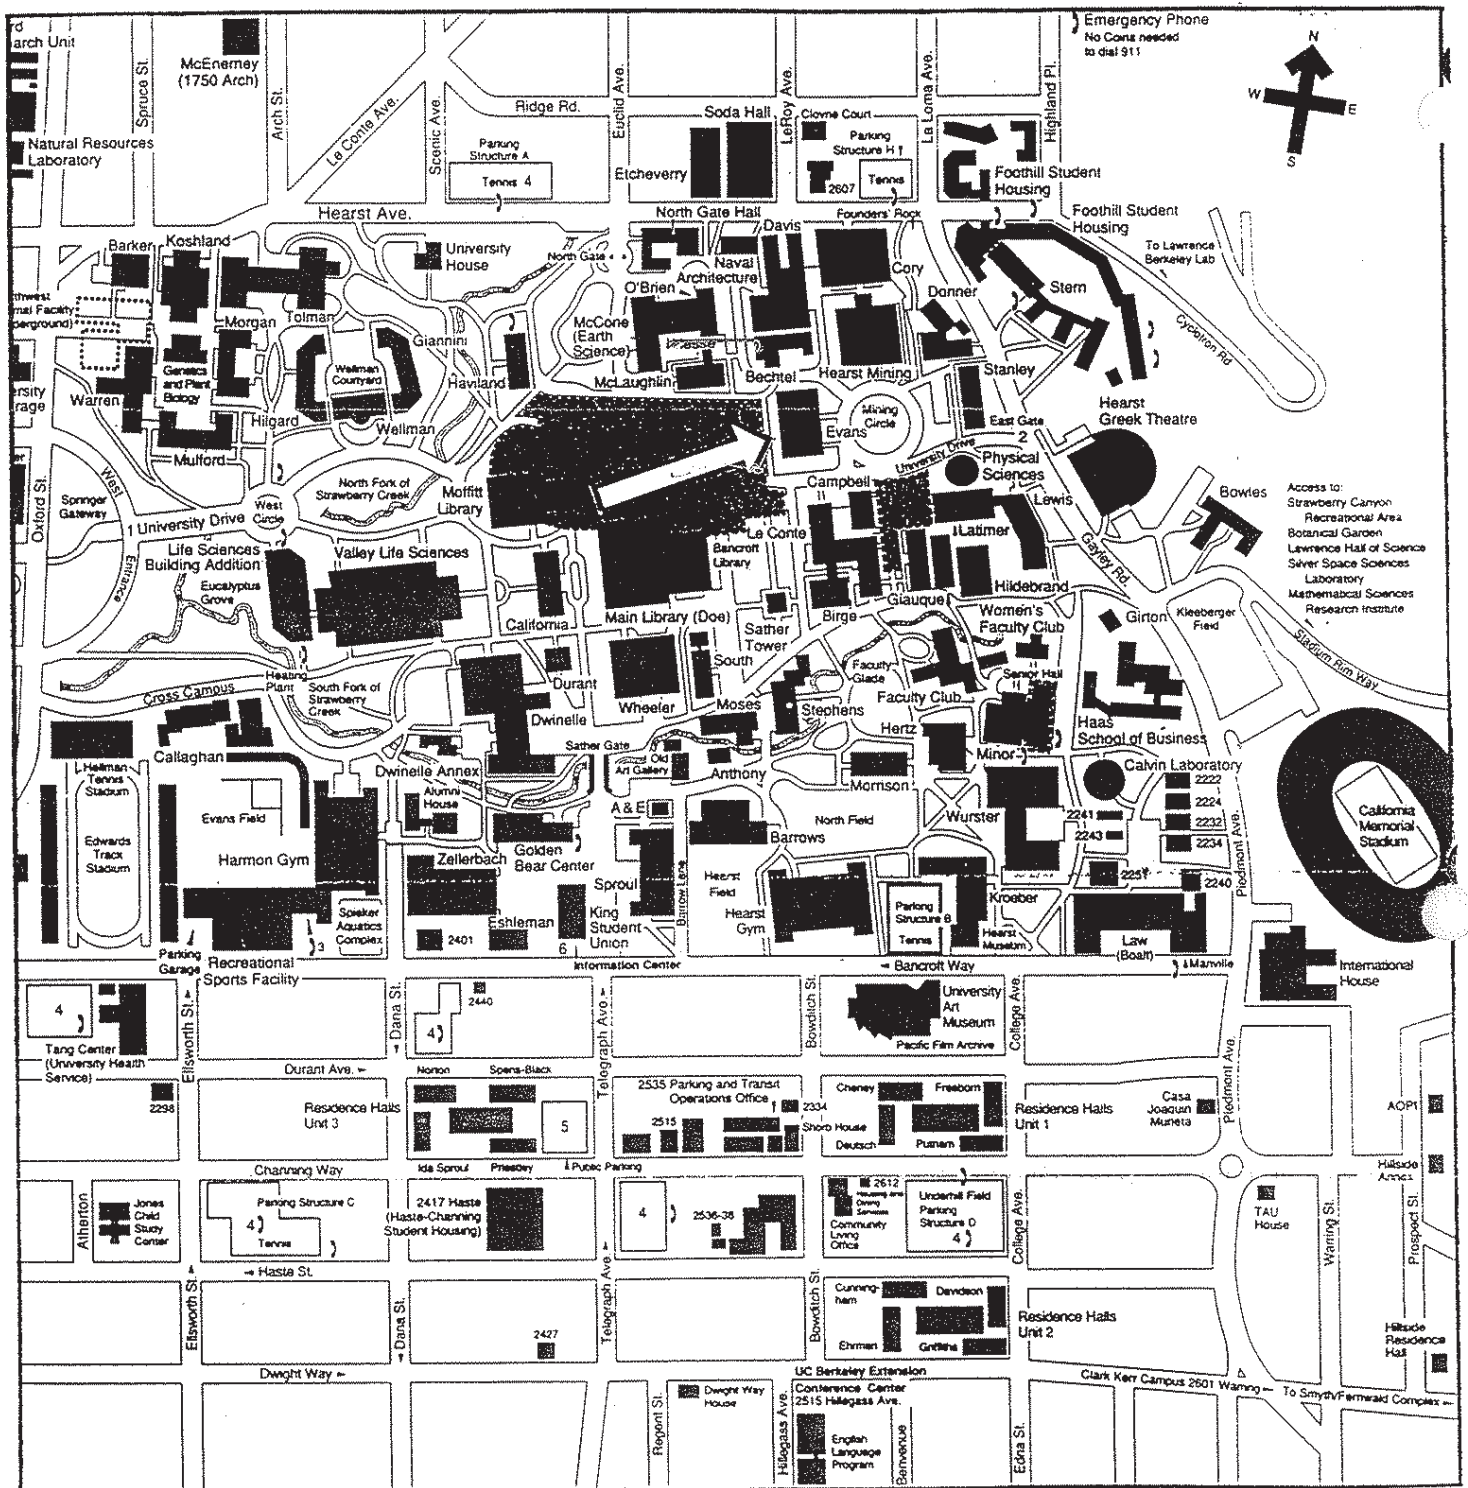 arch Unit
McEnerney
(1750 Arch)
Spruce St.
Arch St.
Le Conte Ave.
Scenic Ave.
Ridge Rd.
Euclid Ave.
Soda Hall
LeRoy Ave.
Cloyne Court
La Loma Ave.
Highland Pl.
Emergency Phone
No Coins needed
to dial 911
N
W
E
S
Natural Resources
Laboratory
Parking
Structure A
Tennis 4
Etcheverry
Parking
Structure H
2607
Tennis
Foothill Student
Housing
Hearst Ave.
North Gate Hall
Founders' Rock
Foothill Student
Housing
Barker
Koshland
University
House
North Gate
Davis
Naval
Architecture
Cory
To Lawrence
Berkeley Lab
Tolman
O'Brien
Donner
Stern
Morgan
Giannini
McCone
(Earth
Science)
Cyclotron Rd
Genetics
and Plant
Biology
Wellman
Courtyard
Haviland
McLaughlin
Bechtel
Hearst Mining
Stanley
Warren
Hilgard
Wellman
Mining
Circle
Evans
East Gate
2
Hearst
Greek Theatre
Mulford
Oxford St.
West
Entrance
Springer
Gateway
North Fork of
Strawberry Creek
Moffitt
Library
Campbell
University Drive
Physical
Sciences
Lewis
Bowles
Access to:
Strawberry Canyon
Recreational Area
Botanical Garden
Lawrence Hall of Science
Silver Space Sciences
Laboratory
Mathematical Sciences
Research Institute
1 University Drive
West
Circle
Le Conte
Latimer
Gayley Rd.
Life Sciences
Building Addition
Valley Life Sciences
Bancroft
Library
Eucalyptus
Grove
Hildebrand
Giauque
California
Main Library (Doe)
Birge
Women's
Faculty Club
Girton
Kleeberger
Field
Sather
Tower
South
Stadium Rim Way
Cross Campus
Heating
Plant
South Fork of
Strawberry
Creek
Durant
Faculty
Glade
Senior Hall
Wheeler
Moses
Stephens
Faculty Club
Dwinelle
Hertz
Haas
School of Business
Callaghan
Sather Gate
Old
Art Gallery
Minor
Calvin Laboratory
Hellman
Tennis
Stadium
Dwinelle Annex
Alumni
House
Anthony
Morrison
2222
2224
2232
2234
A & E
Evans Field
Edwards
Track
Stadium
North Field
Wurster
2241
2243
California
Memorial
Stadium
Golden
Bear Center
Barrows
Harmon Gym
Zellerbach
2251
2240
Piedmont Ave.
Sproul
Barrow Lane
Hearst
Field
Hearst
Gym
Parking
Structure B
Tennis
Kroeber
Hearst
Museum
Spieker
Aquatics
Complex
Eshleman
King
Student
Union
2401
6
3
Law
(Boalt)
Parking
Garage
Recreational
Sports Facility
Information Center
← Bancroft Way
Manville
International
House
4
Tang Center
(University Health
Service)
Ellsworth St.
Dana St.
2440
4
Telegraph Ave.
Bowditch St.
University
Art
Museum
Pacific Film Archive
College Ave.
2298
Durant Ave. ←
Norton
Spens-Black
Residence Halls
Unit 3
5
2535 Parking and Transit
Operations Office
2334
2515
Shorb House
Cheney
Freeborn
Deutsch
Putnam
Residence Halls
Unit 1
Casa
Joaquin
Murieta
Piedmont Ave.
Channing Way
Ida Sproul
Priestley
Public Parking
Hillside
Annex
Atherton
Jones
Child
Study
Center
Parking Structure C
4
Tennis
2417 Haste
(Haste-Channing
Student Housing)
4
2536-38
2612
Housing and
Dining
Services
Community
Living
Office
Underhill Field
Parking
Structure D
4
College Ave.
TAU
House
Warring St.
Prospect St.
→ Haste St.
Ellsworth St.
Dana St.
Telegraph Ave.
2427
Bowditch St.
Cunning-
ham
Davidson
Ehrman
Griffiths
Residence Halls
Unit 2
Hillside
Residence
Hall
Dwight Way ←
UC Berkeley Extension
Conference Center
2515 Hillegass Ave.
Clark Kerr Campus 2601 Warring
To Smyth/Fernwald Complex
Regent St.
Dwight Way
House
Hillegass Ave.
English
Language
Program
Benvenue
Edna St.